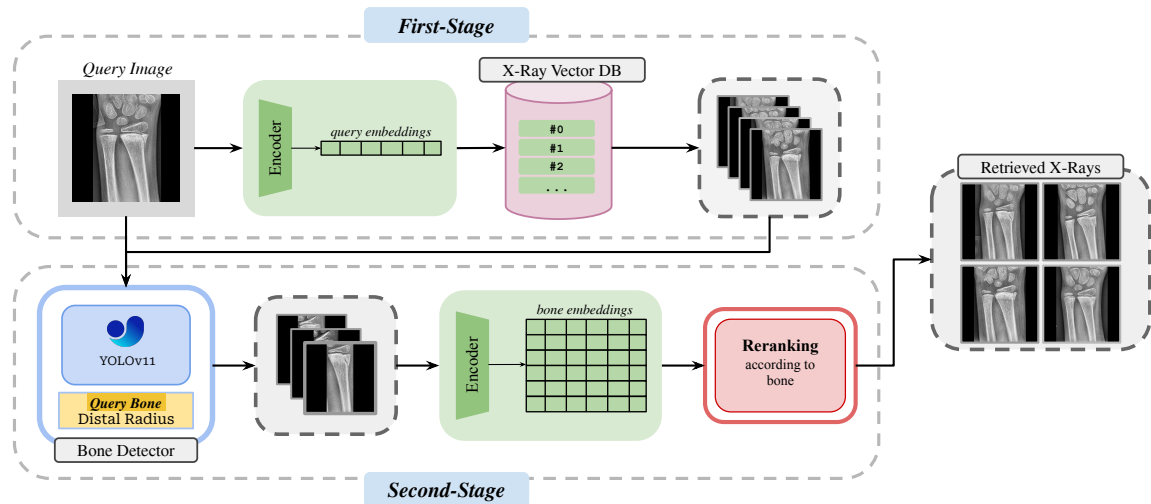 First-Stage
Query Image
Encoder
query embeddings
X-Ray Vector DB
#0
#1
#2
...
Retrieved X-Rays
YOLOv11
Query Bone
Distal Radius
Bone Detector
Encoder
bone embeddings
Reranking
according to
bone
Second-Stage